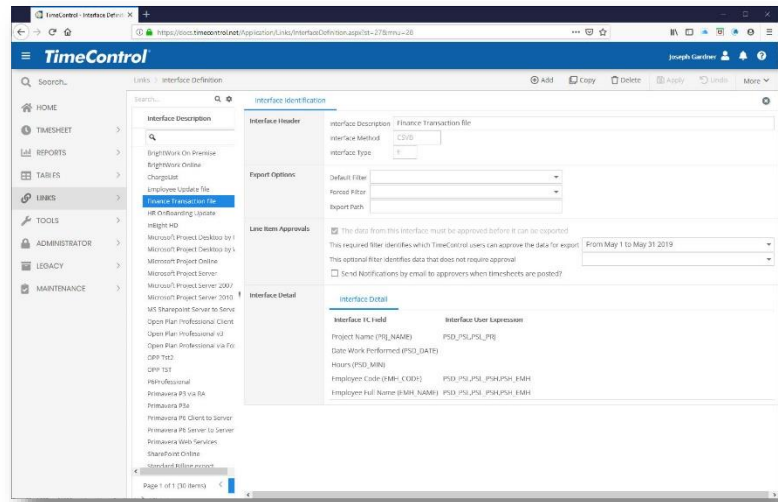 TimeControl - Interface Defini
https://docs.timecontrol.net/Application/Links/InterfaceDefinition.aspx?st=27&mnu=26
TimeControl
Joseph Gardner
Search...
Links / Interface Definition
Add
Copy
Delete
Apply
Undo
More
HOME
TIMESHEET
REPORTS
TABLES
LINKS
TOOLS
ADMINISTRATOR
LEGACY
MAINTENANCE
Search...
Interface Description
BrightWork On Premise
BrightWork Online
ChargeList
Employee Update file
Finance Transaction file
HR OnBoarding Update
InEight HD
Microsoft Project Desktop by
Microsoft Project Desktop by
Microsoft Project Online
Microsoft Project Server
Microsoft Project Server 2007
Microsoft Project Server 2010
MS Sharepoint Server to Serve
Open Plan Professional Client
Open Plan Professional v3
Open Plan Professional via
OPP Tst2
OPP TST
P6Professional
Primavera P3 via RA
Primavera P3e
Primavera P6 Client to Server
Primavera P6 Server to Server
Primavera Web Services
SharePoint Online
Standard Billing export
Page 1 of 1 (30 items)
Interface Identification
Interface Header
Interface Description Finance Transaction file
Interface Method CSVB
Interface Type
Export Options
Default Filter
Forced Filter
Export Path
Line Item Approvals
The data from this interface must be approved before it can be exported
This required filter identifies which TimeControl users can approve the data for export From May 1 to May 31 2019
This optional filter identifies data that does not require approval
Send Notifications by email to approvers when timesheets are posted?
Interface Detail
Interface Detail
Interface TC Field Interface User Expression
Project Name (PRJ_NAME) PSD_PSL,PSL_PRJ
Date Work Performed (PSD_DATE)
Hours (PSD_MIN)
Employee Code (EMH_CODE) PSD_PSL,PSL_PSH,PSH_EMH
Employee Full Name (EMH_NAME) PSD_PSL,PSL_PSH,PSH_EMH